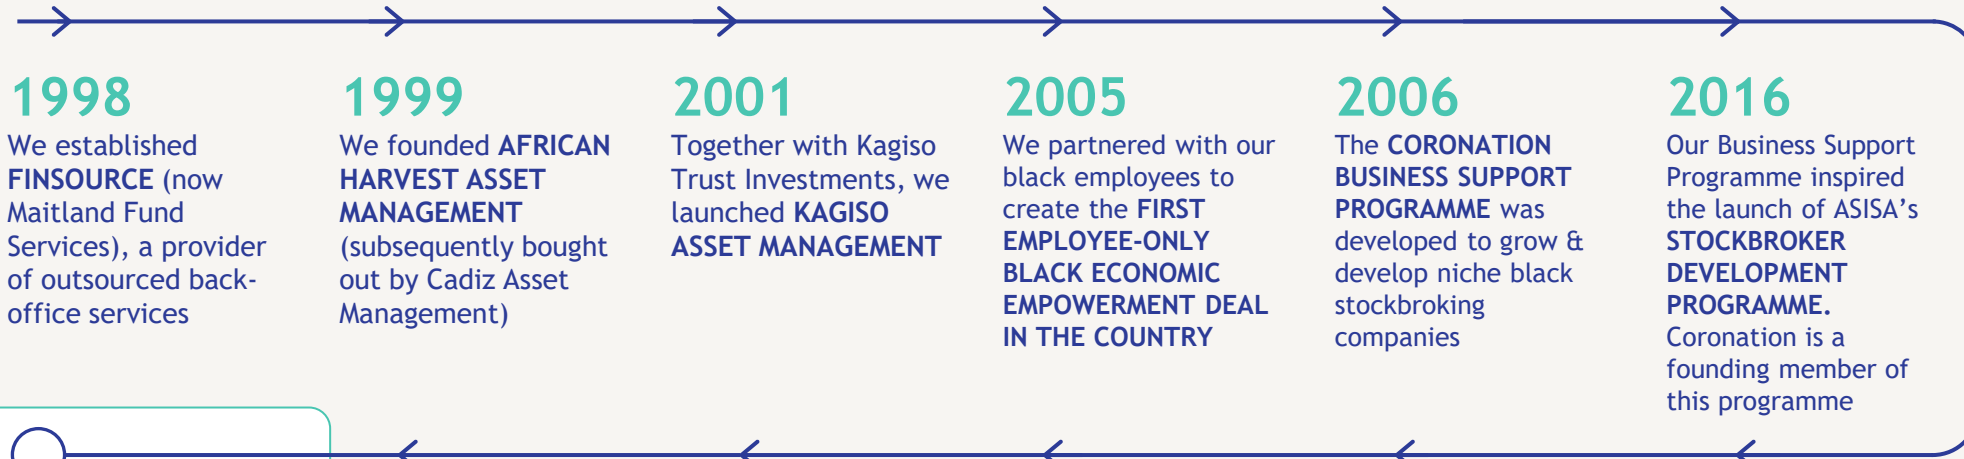 1998
We established
FINSOURCE (now
Maitland Fund
Services), a provider
of outsourced back-
office services
1999
We founded AFRICAN
HARVEST ASSET
MANAGEMENT
(subsequently bought
out by Cadiz Asset
Management)
2001
Together with Kagiso
Trust Investments, we
launched KAGISO
ASSET MANAGEMENT
2005
We partnered with our
black employees to
create the FIRST
EMPLOYEE-ONLY
BLACK ECONOMIC
EMPOWERMENT DEAL
IN THE COUNTRY
2006
The CORONATION
BUSINESS SUPPORT
PROGRAMME was
developed to grow &
develop niche black
stockbroking
companies
2016
Our Business Support
Programme inspired
the launch of ASISA’s
STOCKBROKER
DEVELOPMENT
PROGRAMME.
Coronation is a
founding member of
this programme